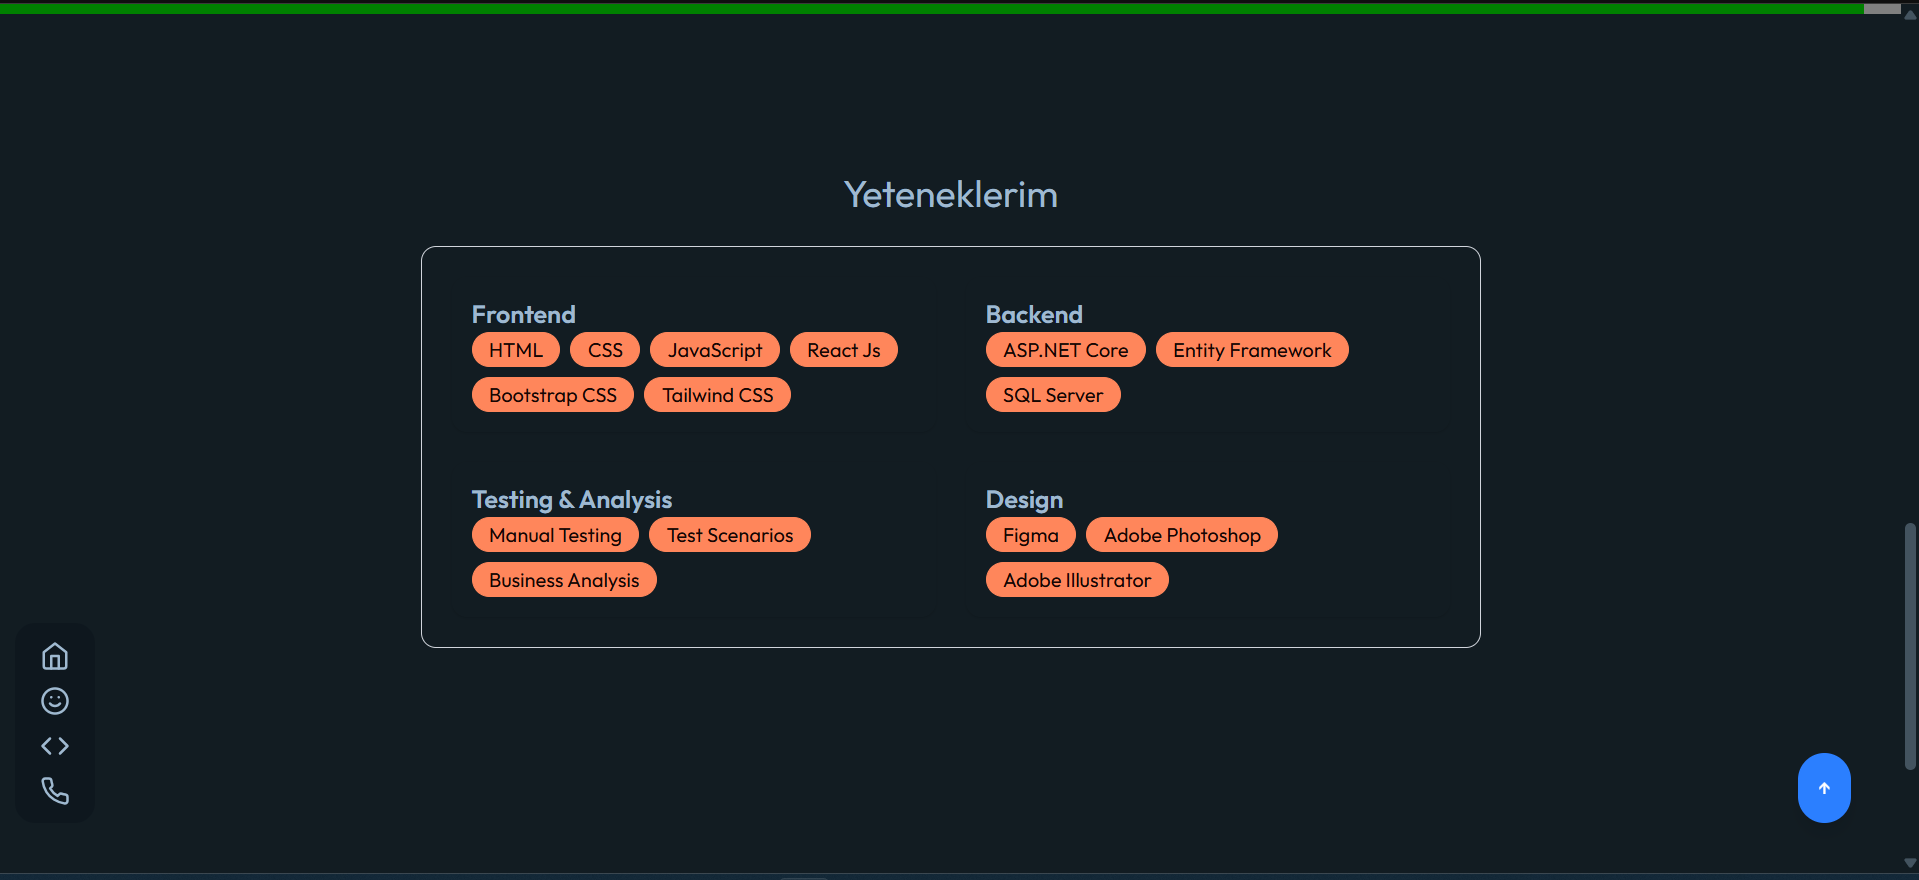 Yeteneklerim
Frontend
HTML CSS JavaScript React Js
Bootstrap CSS Tailwind CSS
Backend
ASP.NET Core Entity Framework
SQL Server
Testing & Analysis
Manual Testing Test Scenarios
Business Analysis
Design
Figma Adobe Photoshop
Adobe Illustrator